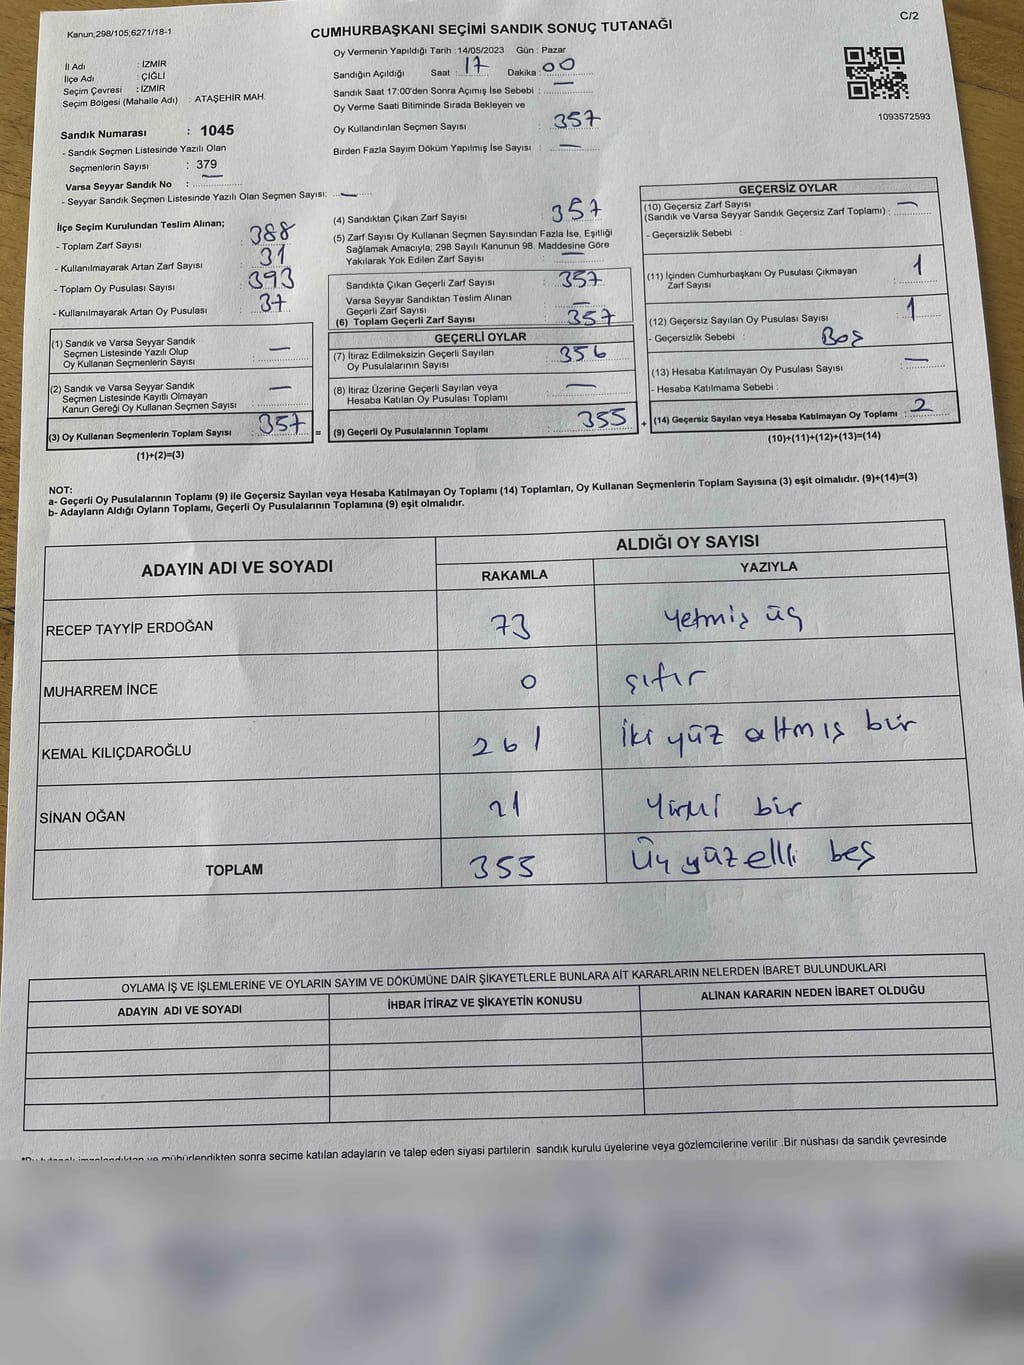 Kanun;298/105,6271/18-1
CUMHURBAŞKANI SEÇİMİ SANDIK SONUÇ TUTANAĞI
C/2
İl Adı : İZMİR
İlçe Adı : ÇİĞLİ
Seçim Çevresi : İZMİR
Seçim Bölgesi (Mahalle Adı) : ATAŞEHİR MAH.
Sandık Numarası : 1045
- Sandık Seçmen Listesinde Yazılı Olan
Seçmenlerin Sayısı : 379
Varsa Seyyar Sandık No : —
- Seyyar Sandık Seçmen Listesinde Yazılı Olan Seçmen Sayısı: —
Oy Vermenin Yapıldığı Tarih :14/05/2023 Gün : Pazar
Sandığın Açıldığı Saat : 17 Dakika : 00
Sandık Saat 17:00'den Sonra Açımış İse Sebebi : —
Oy Verme Saati Bitiminde Sırada Bekleyen ve
Oy Kullandırılan Seçmen Sayısı : 357
Birden Fazla Sayım Döküm Yapılmış İse Sayısı : —
1093572593
İlçe Seçim Kurulundan Teslim Alınan;
- Toplam Zarf Sayısı : 388
- Kullanılmayarak Artan Zarf Sayısı : 31
- Toplam Oy Pusulası Sayısı : 393
- Kullanılmayarak Artan Oy Pusulası : 37
(1) Sandık ve Varsa Seyyar Sandık
Seçmen Listesinde Yazılı Olup
Oy Kullanan Seçmenlerin Sayısı : —
(2) Sandık ve Varsa Seyyar Sandık
Seçmen Listesinde Kayıtlı Olmayan
Kanun Gereği Oy Kullanan Seçmen Sayısı : —
(3) Oy Kullanan Seçmenlerin Toplam Sayısı : 357 =
(1)+(2)=(3)
(4) Sandıktan Çıkan Zarf Sayısı : 357
(5) Zarf Sayısı Oy Kullanan Seçmen Sayısından Fazla İse, Eşitliği
Sağlamak Amacıyla; 298 Sayılı Kanunun 98. Maddesine Göre
Yakılarak Yok Edilen Zarf Sayısı : —
Sandıkta Çıkan Geçerli Zarf Sayısı : 357
Varsa Seyyar Sandıktan Teslim Alınan
Geçerli Zarf Sayısı : —
(6) Toplam Geçerli Zarf Sayısı : 357
GEÇERLİ OYLAR
(7) İtiraz Edilmeksizin Geçerli Sayılan
Oy Pusulalarının Sayısı : 356
(8) İtiraz Üzerine Geçerli Sayılan veya
Hesaba Katılan Oy Pusulası Toplamı : —
(9) Geçerli Oy Pusulalarının Toplamı : 355 +
GEÇERSİZ OYLAR
(10) Geçersiz Zarf Sayısı
(Sandık ve Varsa Seyyar Sandık Geçersiz Zarf Toplamı) : —
- Geçersizlik Sebebi :
(11) İçinden Cumhurbaşkanı Oy Pusulası Çıkmayan
Zarf Sayısı : 1
(12) Geçersiz Sayılan Oy Pusulası Sayısı : 1
- Geçersizlik Sebebi : Boş
(13) Hesaba Katılmayan Oy Pusulası Sayısı : —
- Hesaba Katılmama Sebebi :
(14) Geçersiz Sayılan veya Hesaba Katılmayan Oy Toplamı : 2
(10)+(11)+(12)+(13)=(14)
NOT:
a- Geçerli Oy Pusulalarının Toplamı (9) ile Geçersiz Sayılan veya Hesaba Katılmayan Oy Toplamı (14) Toplamları, Oy Kullanan Seçmenlerin Toplam Sayısına (3) eşit olmalıdır. (9)+(14)=(3)
b- Adayların Aldığı Oyların Toplamı, Geçerli Oy Pusulalarının Toplamına (9) eşit olmalıdır.
ADAYIN ADI VE SOYADI
ALDIĞI OY SAYISI
RAKAMLA YAZIYLA
RECEP TAYYİP ERDOĞAN 73 yetmiş üç
MUHARREM İNCE 0 sıfır
KEMAL KILIÇDAROĞLU 261 iki yüz altmış bir
SİNAN OĞAN 21 Yirmi bir
TOPLAM 355 Üç yüz elli beş
OYLAMA İŞ VE İŞLEMLERİNE VE OYLARIN SAYIM VE DÖKÜMÜNE DAİR ŞİKAYETLERLE BUNLARA AİT KARARLARIN NELERDEN İBARET BULUNDUKLARI
ADAYIN ADI VE SOYADI İHBAR İTİRAZ VE ŞİKAYETİN KONUSU ALINAN KARARIN NEDEN İBARET OLDUĞU
mühürlendikten sonra seçime katılan adayların ve talep eden siyasi partilerin sandık kurulu üyelerine veya gözlemcilerine verilir .Bir nüshası da sandık çevresinde